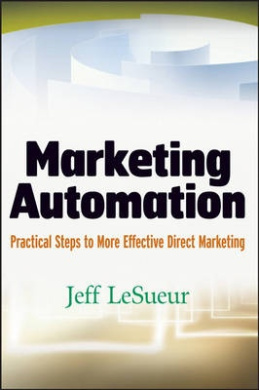 Marketing
Automation
Practical Steps to More Effective Direct Marketing
Jeff LeSueur